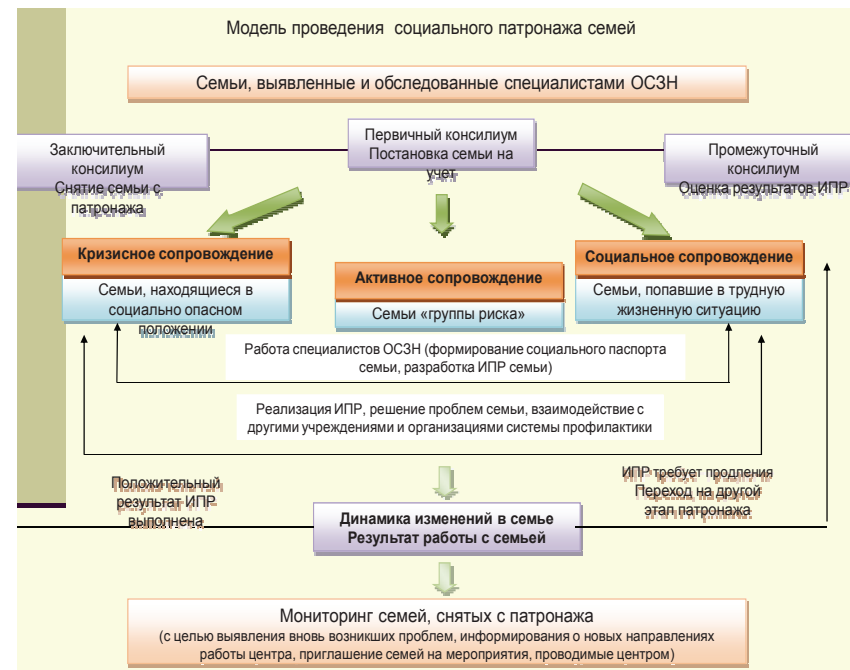 Модель проведения социального патронажа семей
Семьи, выявленные и обследованные специалистами ОСЗН
Заключительный
консилиум
Снятие семьи с
патронажа
Первичный консилиум
Постановка семьи на
учет
Промежуточный
консилиум
Оценка результатов ИПР
Кризисное сопровождение
Семьи, находящиеся в
социально опасном
положении
Активное сопровождение
Семьи «группы риска»
Социальное сопровождение
Семьи, попавшие в трудную
жизненную ситуацию
Работа специалистов ОСЗН (формирование социального паспорта
семьи, разработка ИПР семьи)
Реализация ИПР, решение проблем семьи, взаимодействие с
другими учреждениями и организациями системы профилактики
Положительный
результат ИПР
выполнена
ИПР требует продления
Переход на другой
этап патронажа
Динамика изменений в семье
Результат работы с семьей
Мониторинг семей, снятых с патронажа
(с целью выявления вновь возникших проблем, информирования о новых направлениях
работы центра, приглашение семей на мероприятия, проводимые центром)